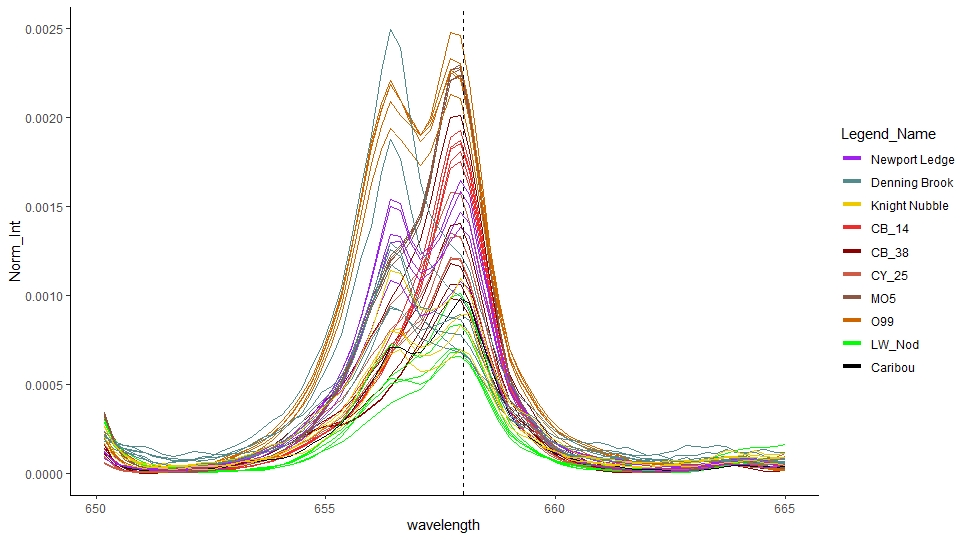 0.0025
0.0020
0.0015
0.0010
0.0005
0.0000
Norm_Int
650
655
660
665
wavelength
Legend_Name
Newport Ledge
Denning Brook
Knight Nubble
CB_14
CB_38
CY_25
MO5
O99
LW_Nod
Caribou